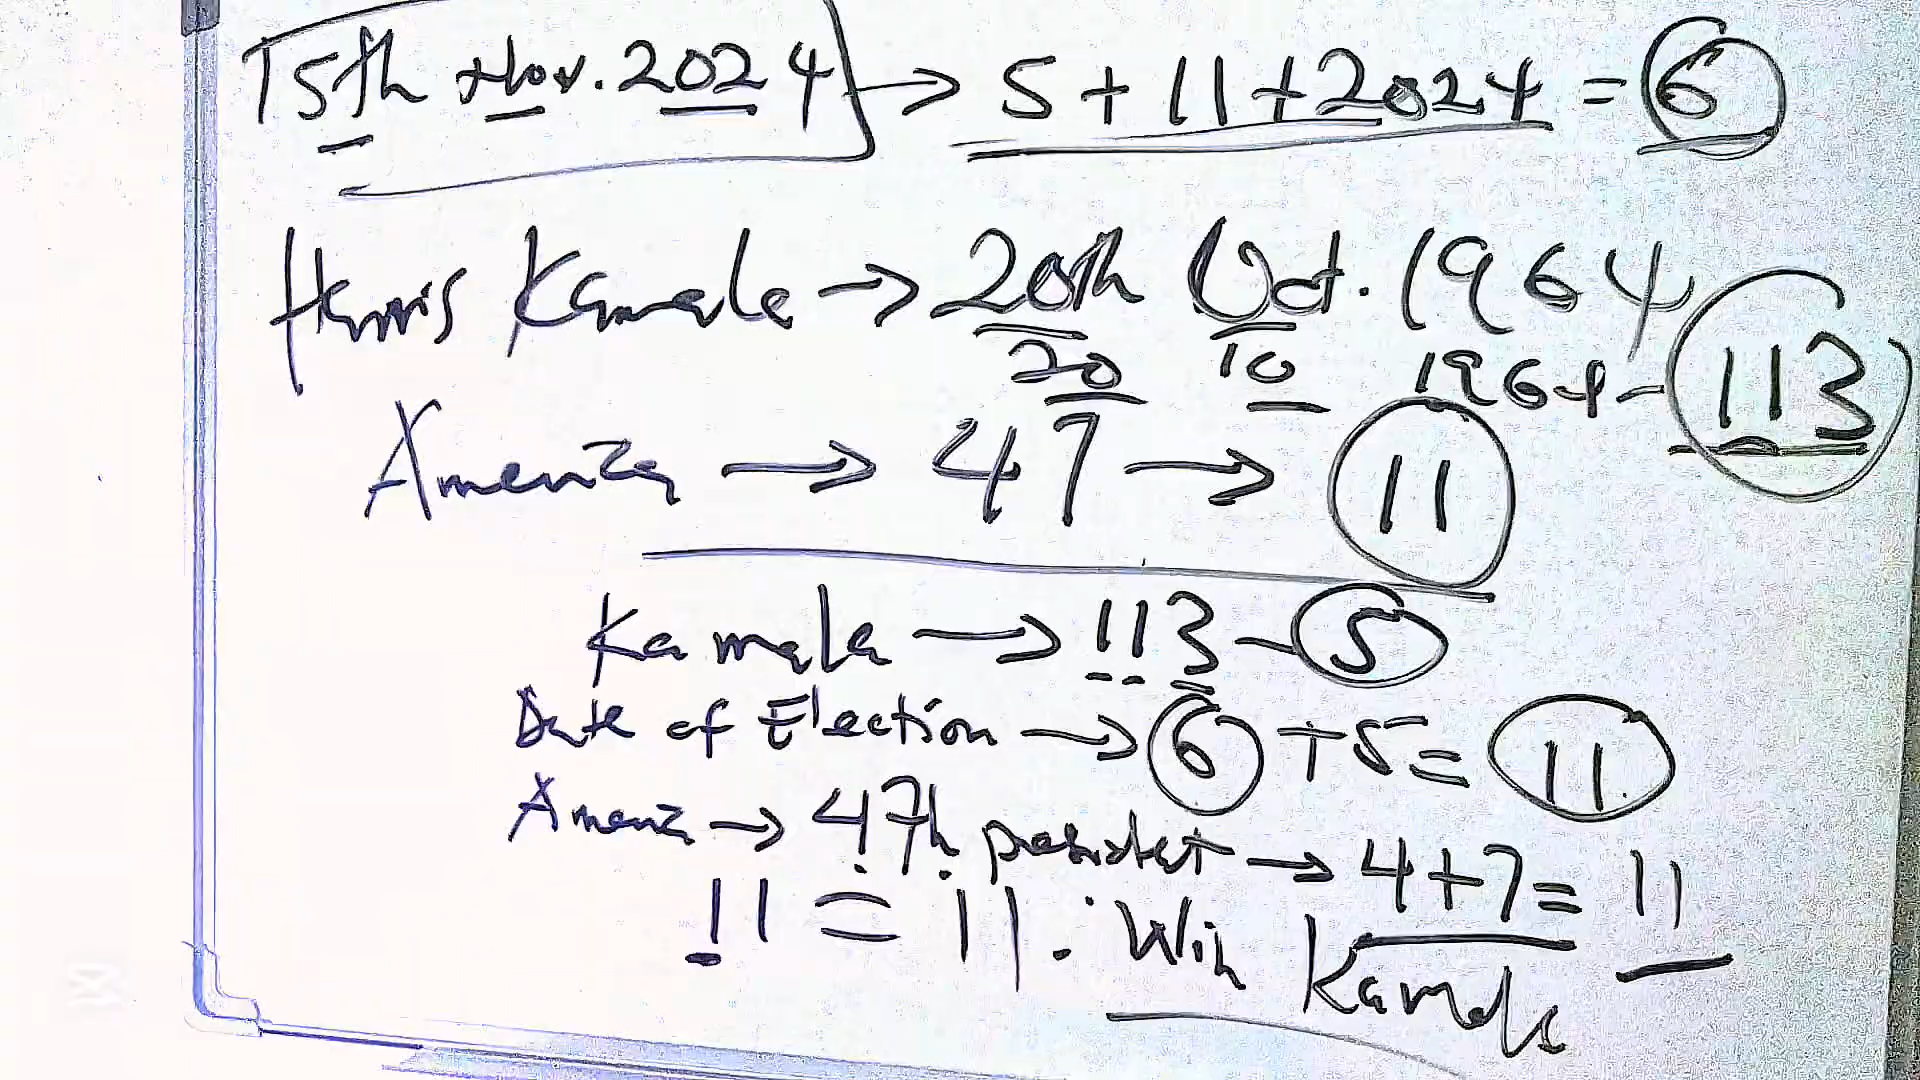 5th Nov. 2024 → 5 + 11 + 2024 = 6
Harris Kamala → 20th Oct. 1964
20 10 1964 - 113
America → 47 → 11
Kamala → 113 - 5
Date of Election → 6 + 5 = 11
America → 47th president → 4 + 7 = 11
11 = 11. Win Kamala